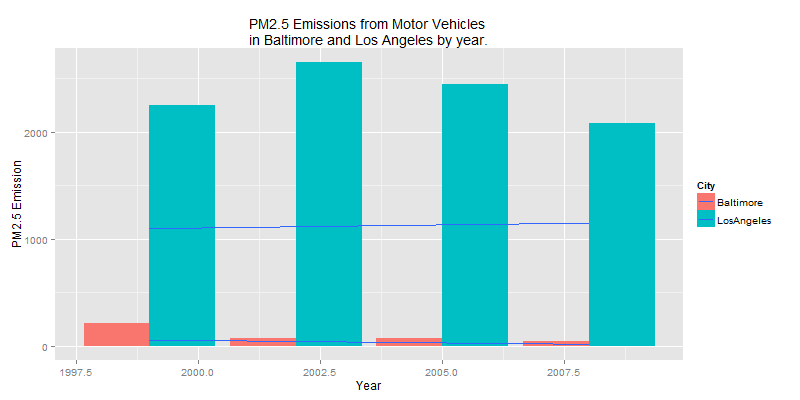 PM2.5 Emissions from Motor Vehicles
in Baltimore and Los Angeles by year.
PM2.5 Emission
2000
1000
0
1997.5
2000.0
2002.5
2005.0
2007.5
Year
City
Baltimore
LosAngeles